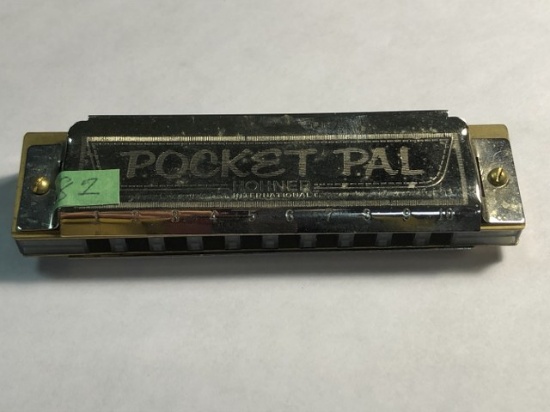 POCKET PAL
82
HOHNER
INTERNATIONAL
1 2 3 4 5 6 7 8 9 10